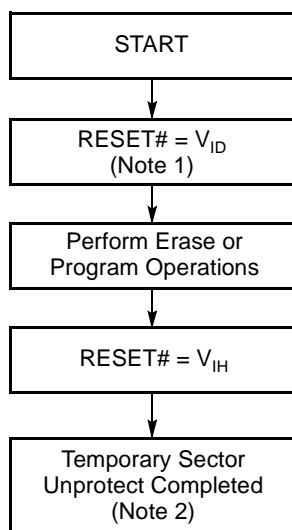 START
RESET# = V_ID
(Note 1)
Perform Erase or
Program Operations
RESET# = V_IH
Temporary Sector
Unprotect Completed
(Note 2)